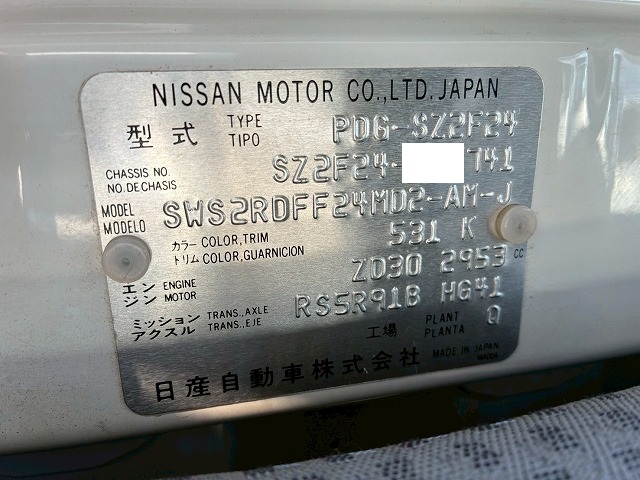 NISSAN MOTOR CO.,LTD. JAPAN
型式 TYPE TIPO PDG-SZ2F24
CHASSIS NO. NO. DE CHASIS SZ2F24- 741
MODEL MODELO SWS2RDFF24MD2-AM-J
カラー COLOR,TRIM トリム COLOR,GUARNICION 531 K
エンジン ENGINE MOTOR ZD30 2953 CC
ミッション TRANS.,AXLE アクスル TRANS.,EJE RS5R91B HG41
工場 PLANT PLANTA Q
日産自動車株式会社 MADE IN JAPAN